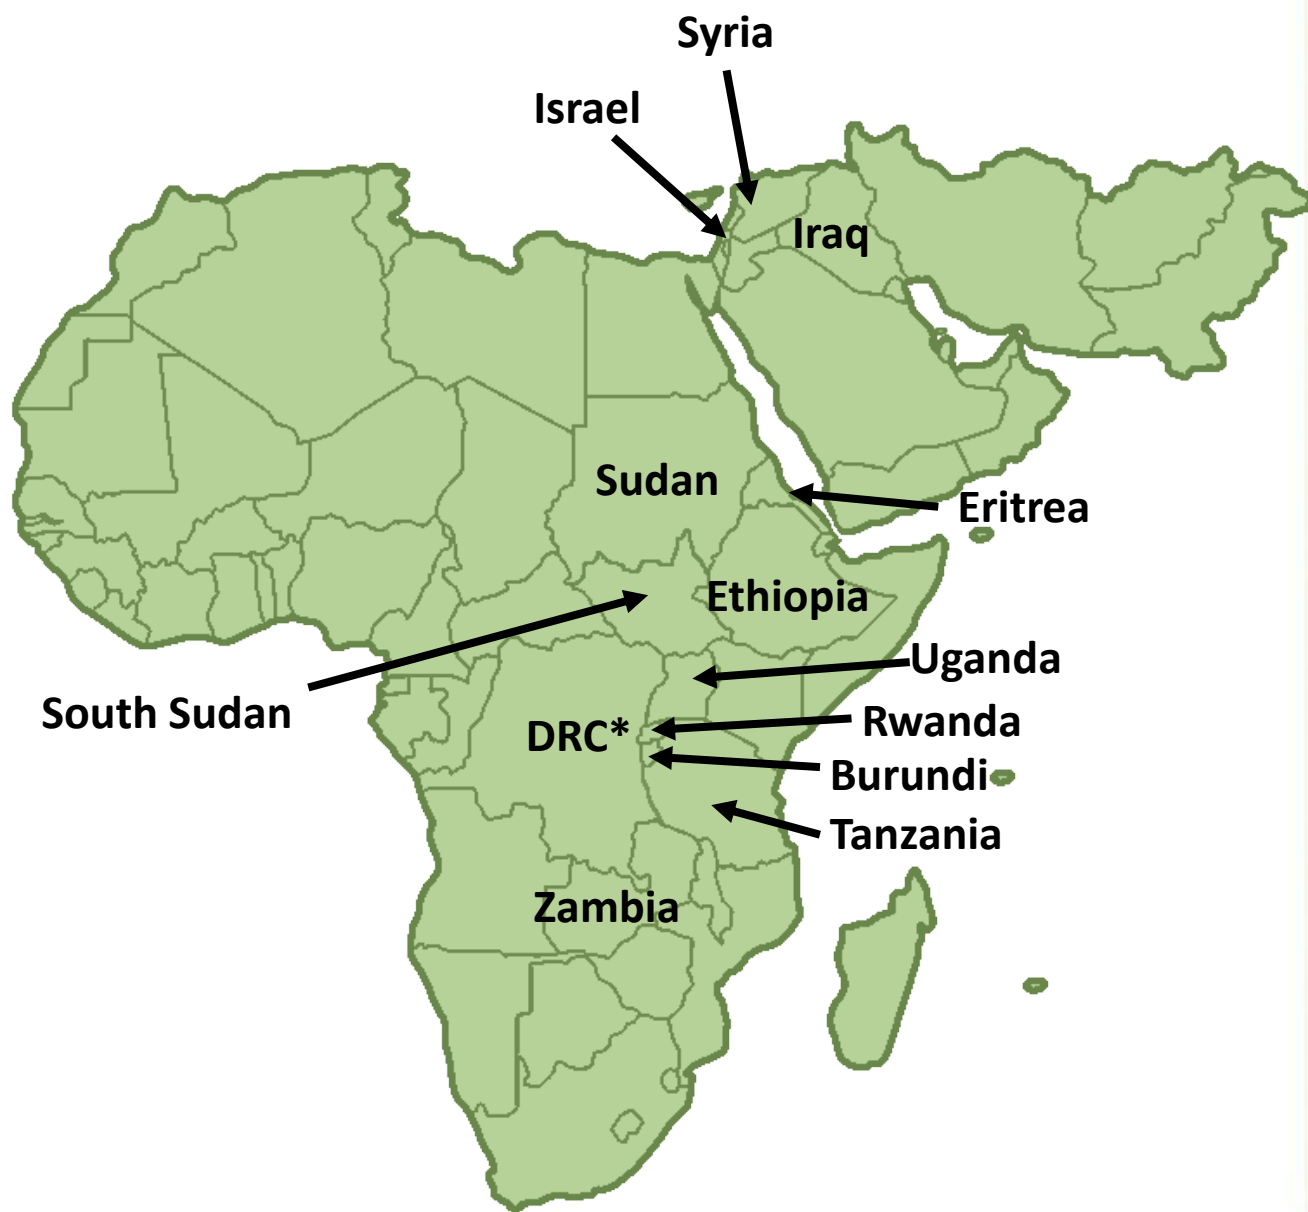 Syria
Israel
Iraq
Sudan
Eritrea
Ethiopia
Uganda
South Sudan
Rwanda
DRC*
Burundi
Tanzania
Zambia